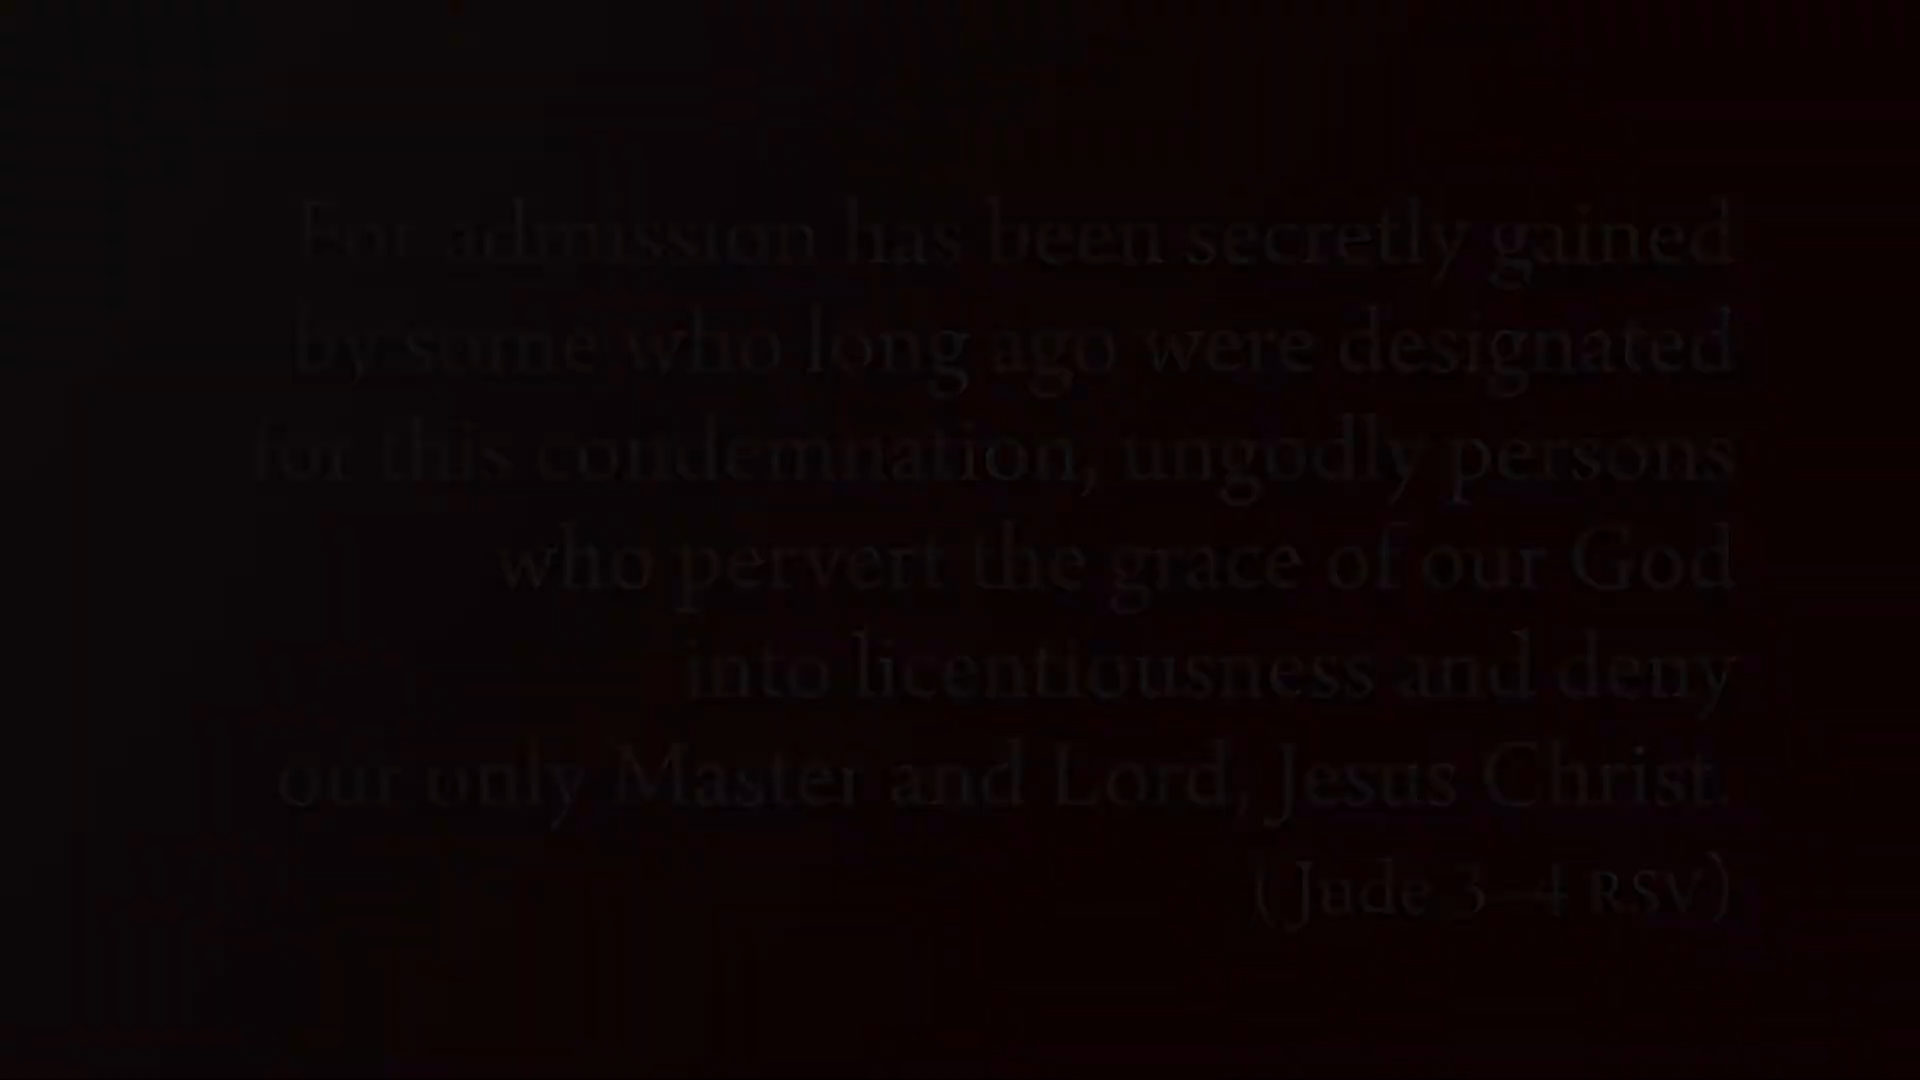 For admission has been secretly gained
by some who long ago were designated
for this condemnation, ungodly persons
who pervert the grace of our God
into licentiousness and deny
our only Master and Lord, Jesus Christ.
(Jude 3–4 RSV)